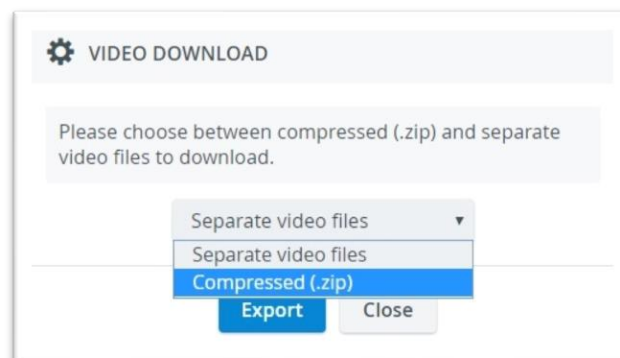 VIDEO DOWNLOAD
Please choose between compressed (.zip) and separate
video files to download.
Separate video files
Separate video files
Compressed (.zip)
Export Close